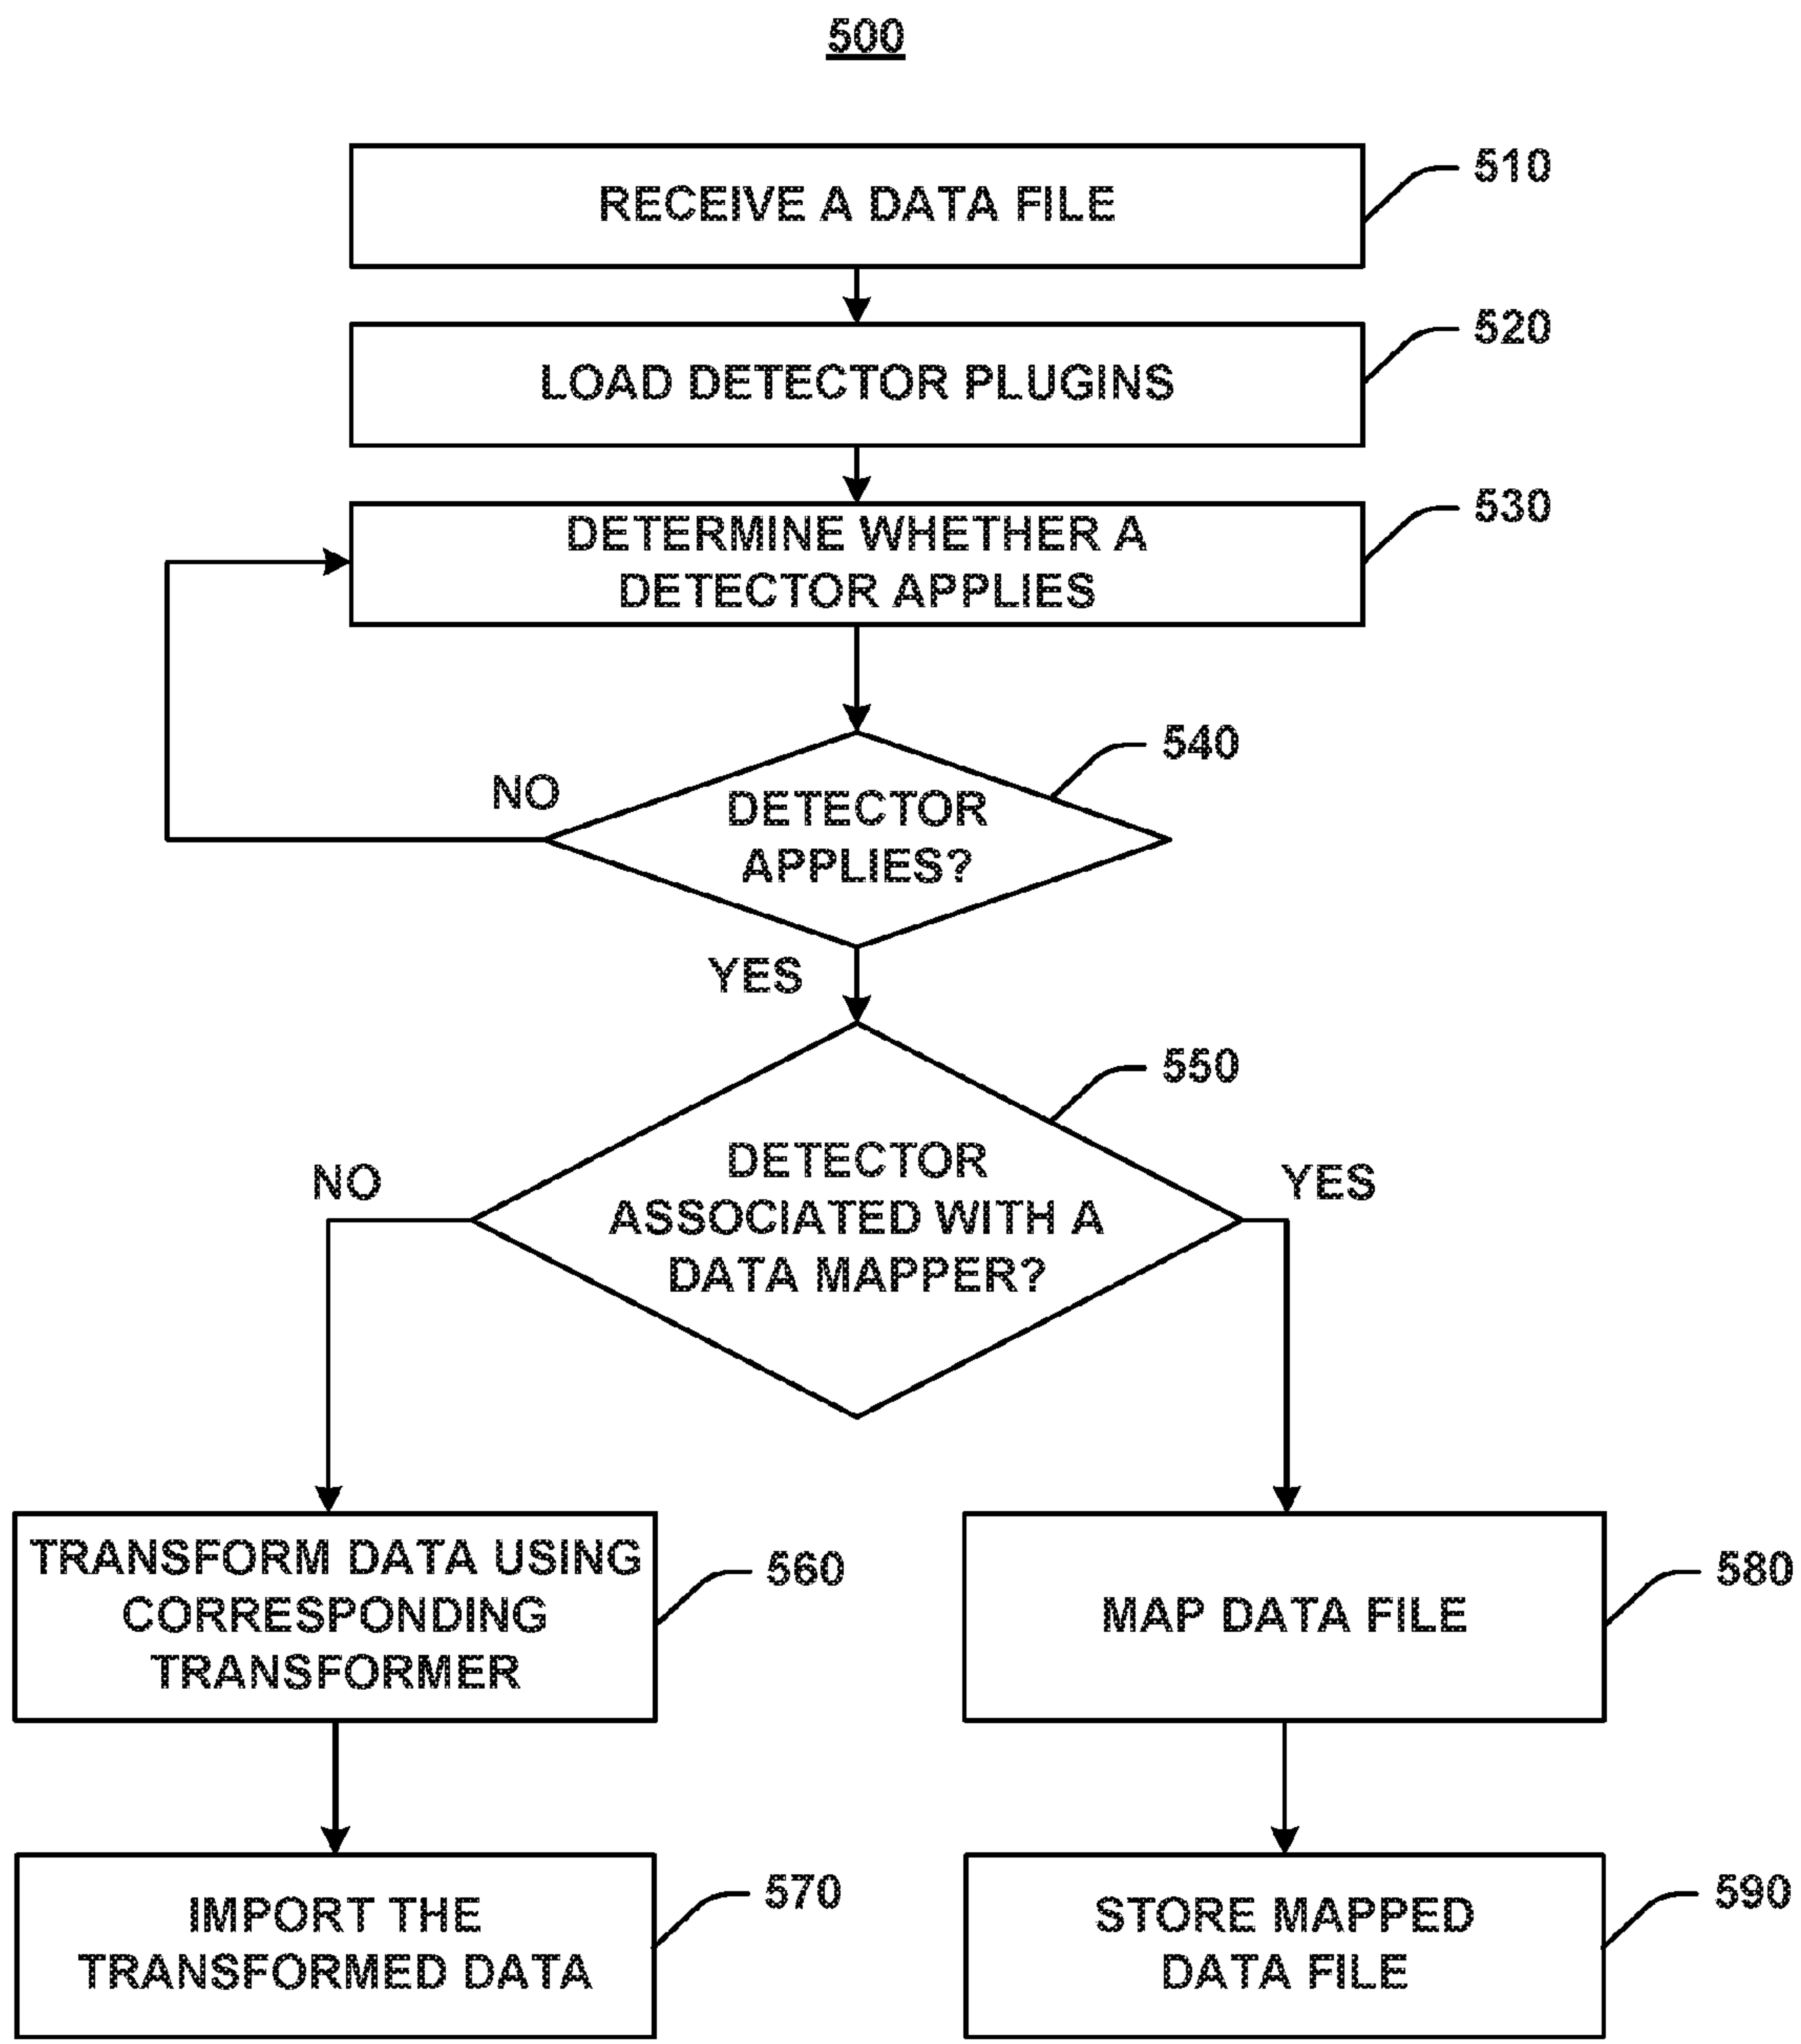 500
RECEIVE A DATA FILE
510
LOAD DETECTOR PLUGINS
520
DETERMINE WHETHER A
DETECTOR APPLIES
530
DETECTOR
APPLIES?
540
NO
YES
DETECTOR
ASSOCIATED WITH A
DATA MAPPER?
550
NO
YES
TRANSFORM DATA USING
CORRESPONDING
TRANSFORMER
560
MAP DATA FILE
580
IMPORT THE
TRANSFORMED DATA
570
STORE MAPPED
DATA FILE
590